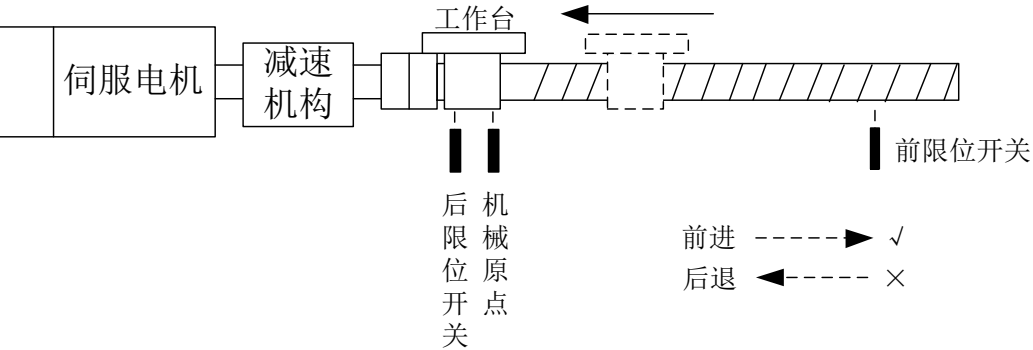 工作台
伺服电机
减速
机构
前限位开关
后限位开关
机械原点
前进 √
后退 ×